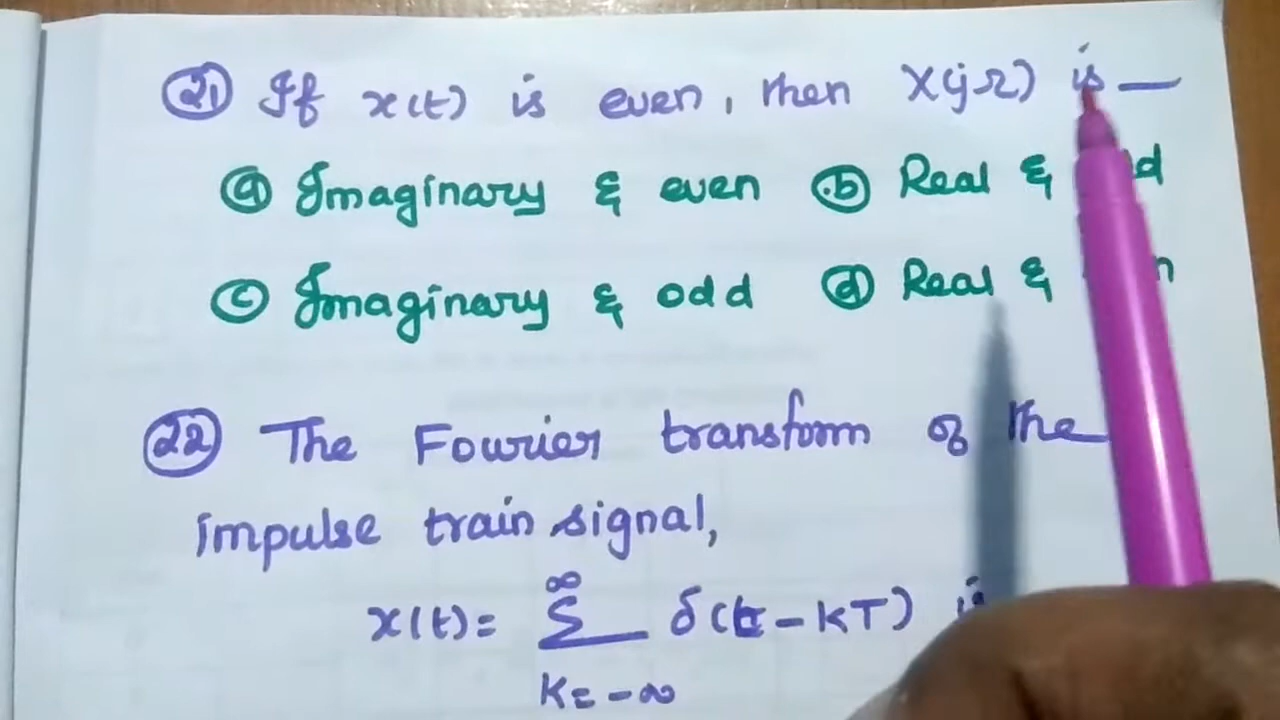 21 If x(t) is even, then X(jΩ) is —
a Imaginary & even b Real &
c Imaginary & odd d Real &
22 The Fourier transform of the
impulse train signal,
∞
x(t) = Σ δ(t - KT) is
K = -∞